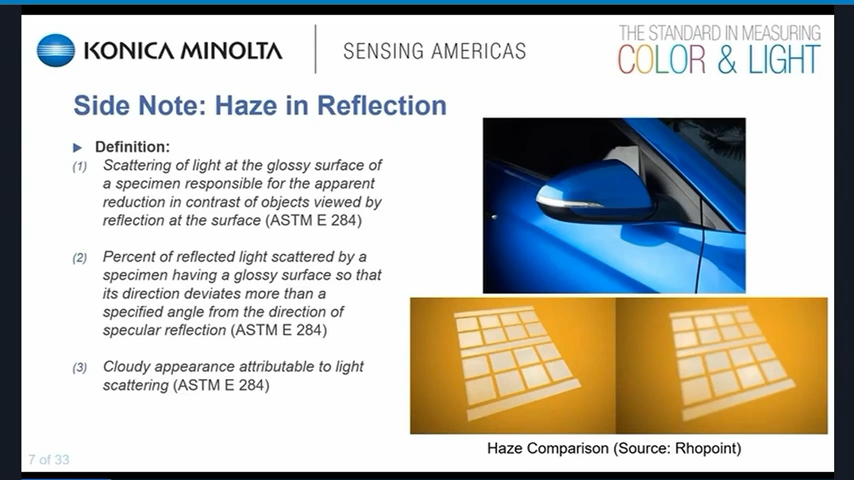 KONICA MINOLTA
SENSING AMERICAS
THE STANDARD IN MEASURING
COLOR & LIGHT
Side Note: Haze in Reflection
Definition:
(1) Scattering of light at the glossy surface of
a specimen responsible for the apparent
reduction in contrast of objects viewed by
reflection at the surface (ASTM E 284)
(2) Percent of reflected light scattered by a
specimen having a glossy surface so that
its direction deviates more than a
specified angle from the direction of
specular reflection (ASTM E 284)
(3) Cloudy appearance attributable to light
scattering (ASTM E 284)
Haze Comparison (Source: Rhopoint)
7 of 33